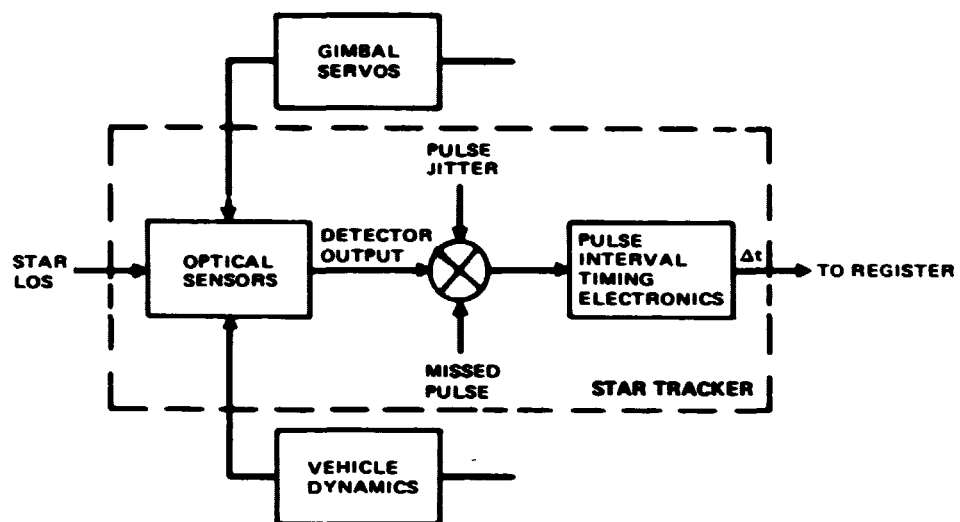 GIMBAL
SERVOS
PULSE
JITTER
STAR
LOS
OPTICAL
SENSORS
DETECTOR
OUTPUT
PULSE
INTERVAL
TIMING
ELECTRONICS
Δt
TO REGISTER
MISSED
PULSE
STAR TRACKER
VEHICLE
DYNAMICS